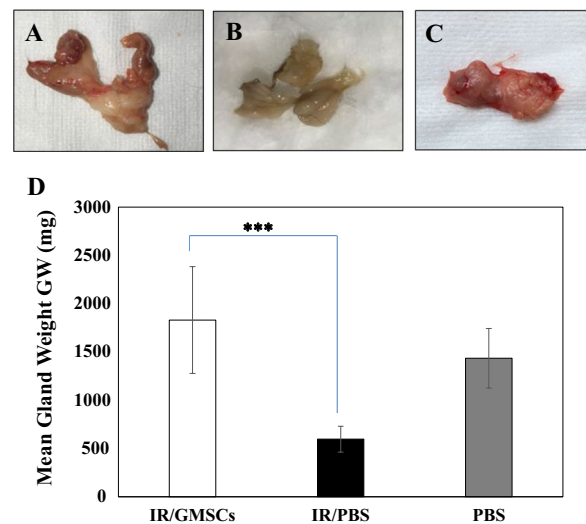 A
B
C
D
Mean Gland Weight GW (mg)
3000
2500
2000
1500
1000
500
0
***
IR/GMSCs IR/PBS PBS